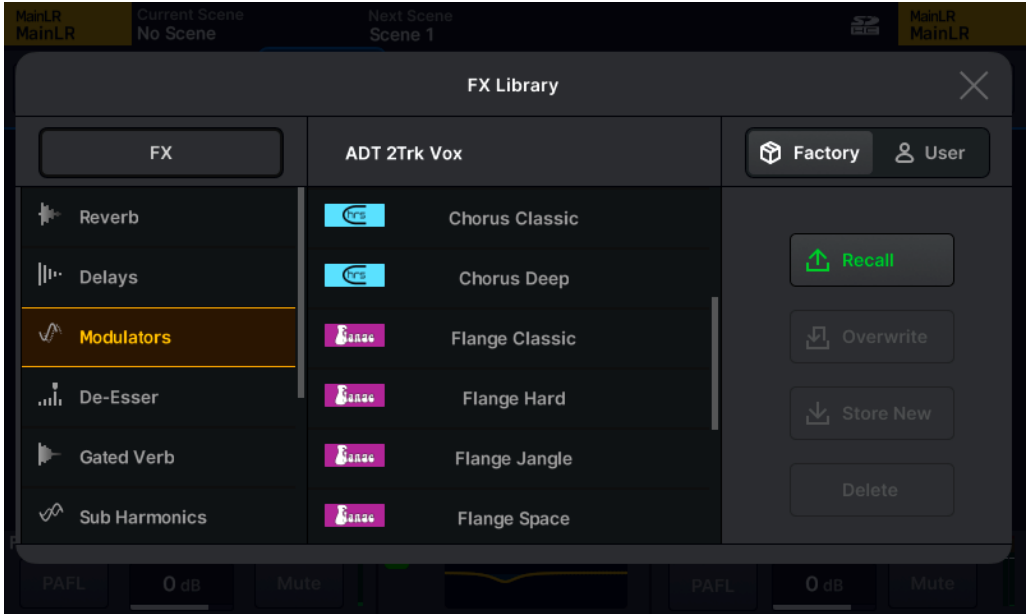 MainLR
MainLR
Current Scene
No Scene
Next Scene
Scene 1
MainLR
MainLR
FX Library
FX
ADT 2Trk Vox
Factory
User
Reverb
Delays
Modulators
De-Esser
Gated Verb
Sub Harmonics
Chorus Classic
Chorus Deep
Flange Classic
Flange Hard
Flange Jangle
Flange Space
Recall
Overwrite
Store New
Delete
PAFL
0 dB
Mute
PAFL
0 dB
Mute